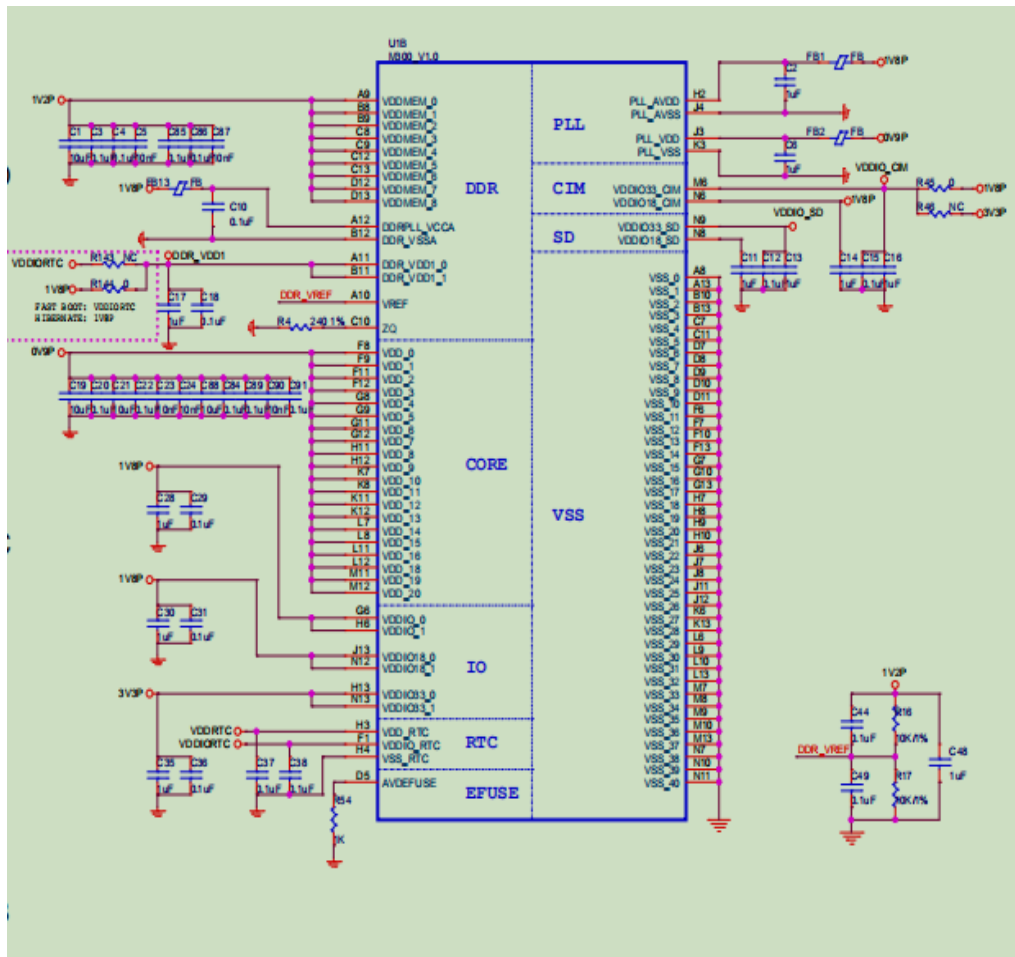 U1B
M300_V1.0
1V2P
C1 C3 C4 C5 C85 C86 C87
10uF 0.1uF 0.1uF 10nF 0.1uF 0.1uF 10nF
1V8P
FB13 FB
C10
0.1uF
VDDIORTC
R143 NC
DDR_VDD1
1V8P
R144 0
FAST BOOT: VDDIORTC
HIBERNATE: 1V8P
C17 C18
1uF 0.1uF
DDR_VREF
R4 240 1%
0V9P
C19 C20 C21 C22 C23 C24 C88 C84 C89 C90 C91
1V8P
C28 C29
1uF 0.1uF
1V8P
C30 C31
1uF 0.1uF
3V3P
C35 C36
1uF 0.1uF
VDDRTC
VDDIORTC
C37 C38
0.1uF 0.1uF
R54
1K
A9 VDDMEM_0
B8 VDDMEM_1
B9 VDDMEM_2
C8 VDDMEM_3
C9 VDDMEM_4
C12 VDDMEM_5
C13 VDDMEM_6
D12 VDDMEM_7
D13 VDDMEM_8
A12 DDRPLL_VCCA
B12 DDR_VSSA
A11 DDR_VDD1_0
B11 DDR_VDD1_1
A10 VREF
C10 ZQ
DDR
F8 VDD_0
F9 VDD_1
F11 VDD_2
F12 VDD_3
G8 VDD_4
G9 VDD_5
G11 VDD_6
G12 VDD_7
H11 VDD_8
H12 VDD_9
K7 VDD_10
K8 VDD_11
K11 VDD_12
K12 VDD_13
L7 VDD_14
L8 VDD_15
L11 VDD_16
L12 VDD_18
M11 VDD_19
M12 VDD_20
CORE
G6 VDDIO_0
H6 VDDIO_1
J13 VDDIO18_0
N12 VDDIO18_1
H13 VDDIO33_0
N13 VDDIO33_1
IO
H3 VDD_RTC
F1 VDDIO_RTC
H4 VSS_RTC
RTC
D5 AVDEFUSE
EFUSE
PLL
PLL_AVDD H2
PLL_AVSS J4
PLL_VDD J3
PLL_VSS K3
CIM
VDDIO33_CIM M6
VDDIO18_CIM N6
SD
VDDIO33_SD N9
VDDIO18_SD N8
VSS
VSS_0 A8
VSS_1 A13
VSS_2 B10
VSS_3 B13
VSS_4 C7
VSS_5 C11
VSS_6 D7
VSS_7 D8
VSS_8 D9
VSS_9 D10
VSS_10 D11
VSS_11 F6
VSS_12 F7
VSS_13 F10
VSS_14 F13
VSS_15 G7
VSS_16 G10
VSS_17 G13
VSS_18 H7
VSS_19 H8
VSS_20 H9
VSS_21 H10
VSS_22 J6
VSS_23 J7
VSS_24 J8
VSS_25 J11
VSS_26 J12
VSS_27 K6
VSS_28 K13
VSS_29 L6
VSS_30 L9
VSS_31 L10
VSS_32 L13
VSS_33 M7
VSS_34 M8
VSS_35 M9
VSS_36 M10
VSS_37 M13
VSS_38 N7
VSS_39 N10
VSS_40 N11
FB1 FB 1V8P
C2
1uF
FB2 FB 0V9P
C6
1uF
VDDIO_CIM
R45 0 1V8P
R46 NC 3V3P
1V8P
VDDIO_SD
C11 C12 C13
1uF 0.1uF 1uF
C14 C15 C16
1uF 0.1uF 1uF
1V2P
C44 R16
0.1uF 10K/1%
DDR_VREF
C48
1uF
C49 R17
0.1uF 10K/1%